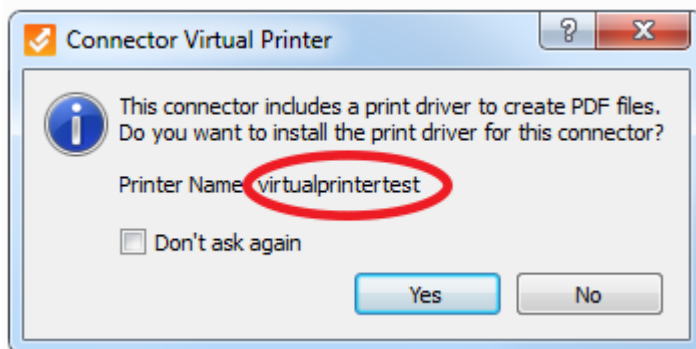 Connector Virtual Printer
?
This connector includes a print driver to create PDF files.
Do you want to install the print driver for this connector?
Printer Name: virtualprintertest
Don't ask again
Yes
No